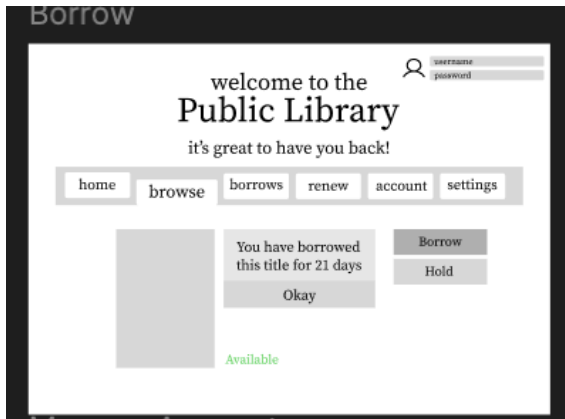 Borrow
username
password
welcome to the
Public Library
it's great to have you back!
home
browse
borrows
renew
account
settings
You have borrowed
this title for 21 days
Okay
Borrow
Hold
Available